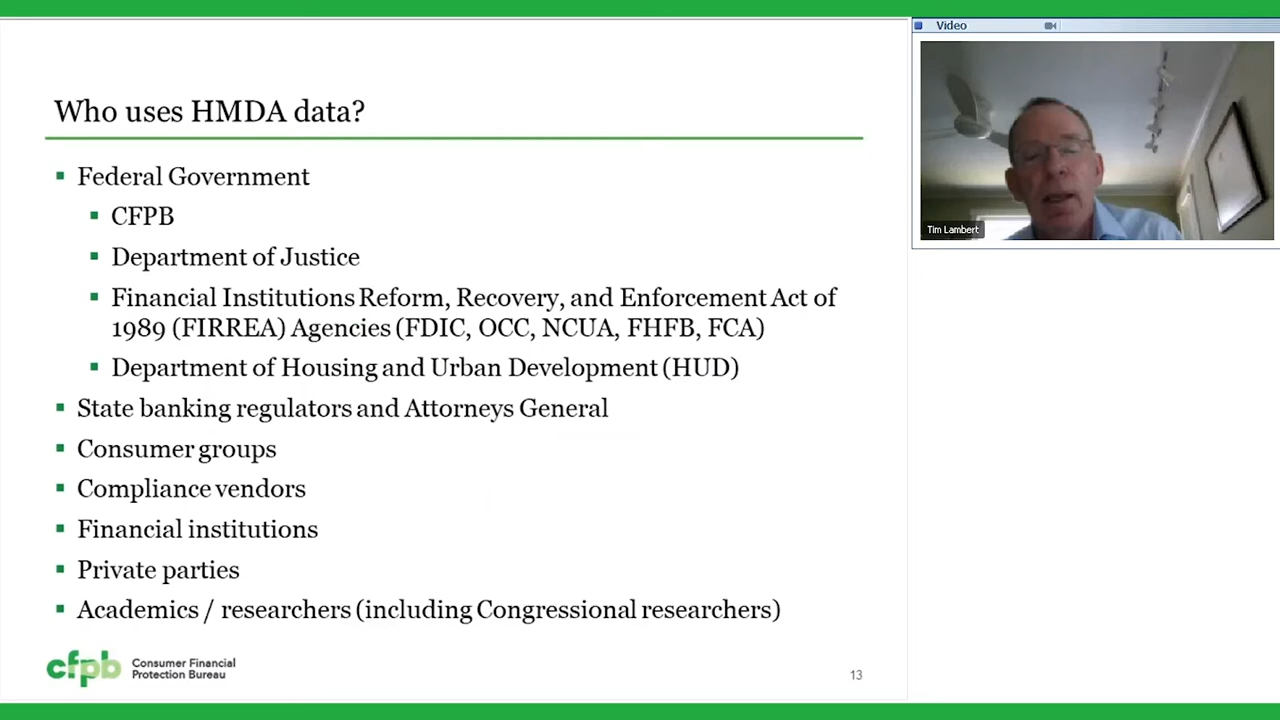 Who uses HMDA data?
Federal Government
CFPB
Department of Justice
Financial Institutions Reform, Recovery, and Enforcement Act of
1989 (FIRREA) Agencies (FDIC, OCC, NCUA, FHFB, FCA)
Department of Housing and Urban Development (HUD)
State banking regulators and Attorneys General
Consumer groups
Compliance vendors
Financial institutions
Private parties
Academics / researchers (including Congressional researchers)
cfpb
Consumer Financial
Protection Bureau
13
Video
Tim Lambert